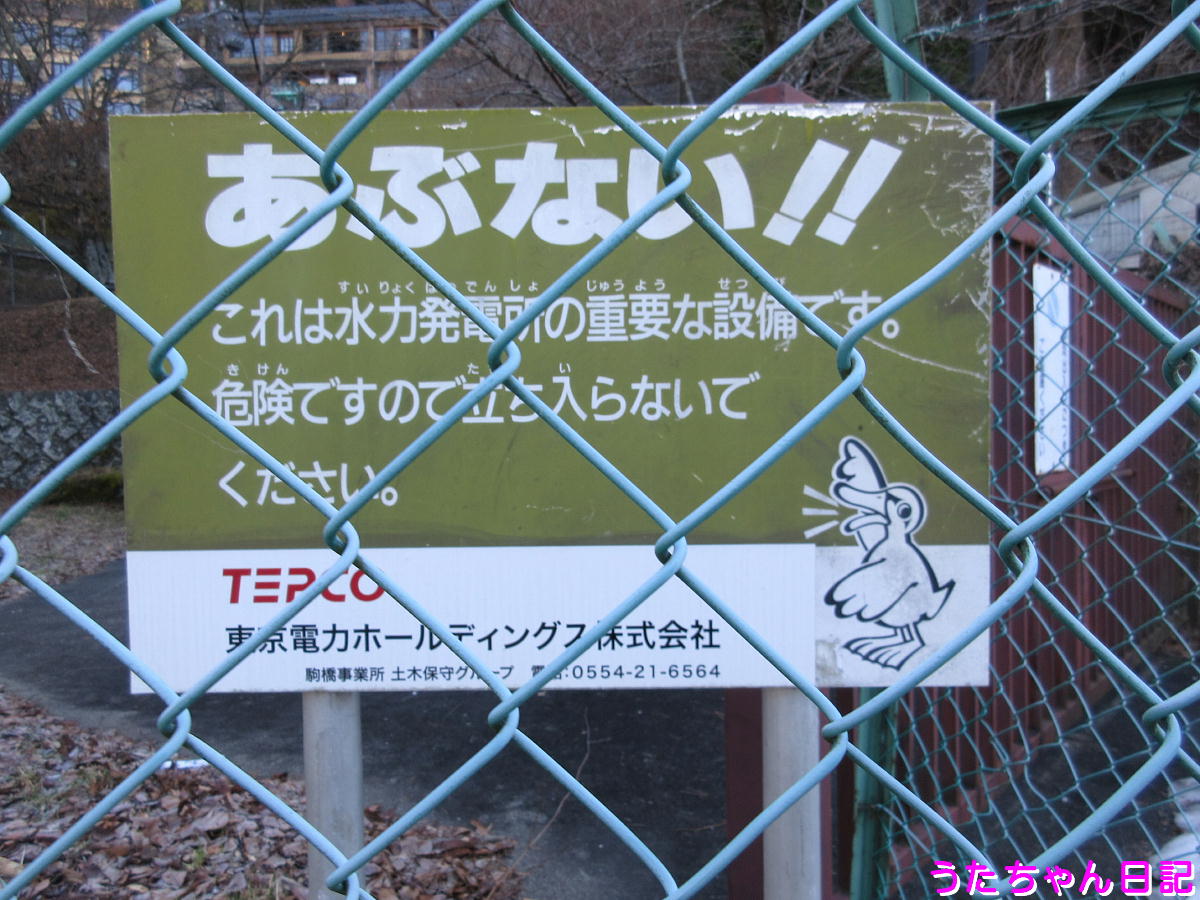 あぶない!!
これは水力発電所の重要な設備です。
危険ですので立ち入らないで
ください。
TEPCO
東京電力ホールディングス株式会社
駒橋事業所 土木保守グループ 電話:0554-21-6564
うたちゃん日記